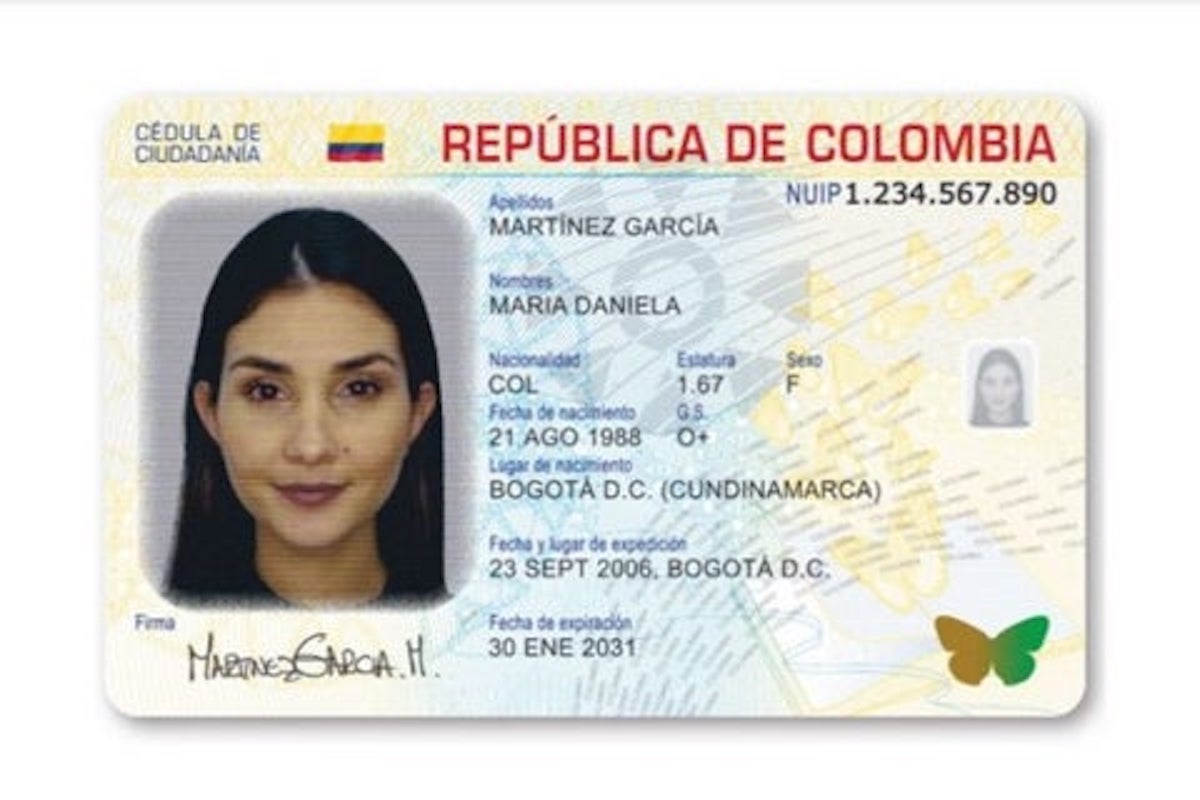 CÉDULA DE
CIUDADANÍA
REPÚBLICA DE COLOMBIA
NUIP 1.234.567.890
Apellidos
MARTÍNEZ GARCÍA
Nombres
MARIA DANIELA
Nacionalidad Estatura Sexo
COL 1.67 F
Fecha de nacimiento G.S.
21 AGO 1988 O+
Lugar de nacimiento
BOGOTÁ D.C. (CUNDINAMARCA)
Fecha y lugar de expedición
23 SEPT 2006, BOGOTÁ D.C.
Fecha de expiración
30 ENE 2031
Firma
MARTINEZ GARCIA. M.